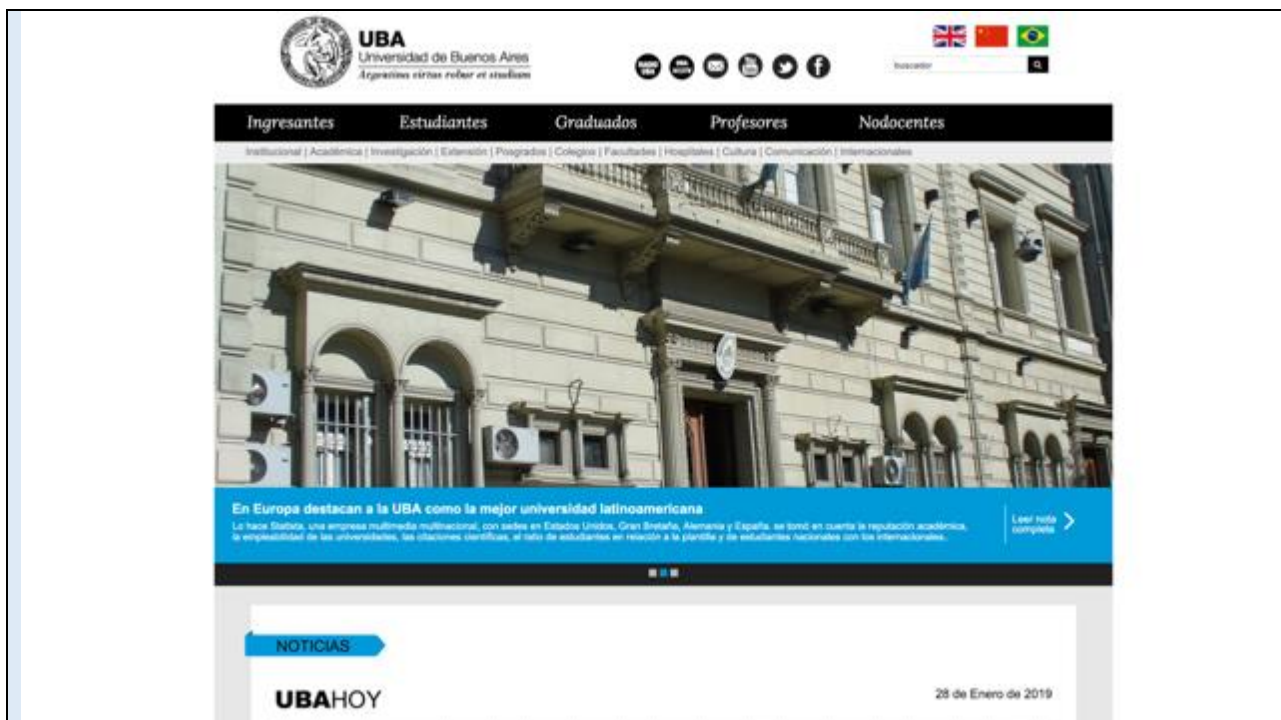 UBA
Universidad de Buenos Aires
Argentina virtus robur et studium
RADIO UBA
buscador
Ingresantes Estudiantes Graduados Profesores Nodocentes
Institucional | Académica | Investigación | Extensión | Posgrados | Colegios | Facultades | Hospitales | Cultura | Comunicación | Internacionales
En Europa destacan a la UBA como la mejor universidad latinoamericana
Lo hace Statista, una empresa multimedia multinacional, con sedes en Estados Unidos, Gran Bretaña, Alemania y España. se tomó en cuenta la reputación académica,
la empleabilidad de las universidades, las citaciones científicas, el ratio de estudiantes en relación a la plantilla y de estudiantes nacionales con los internacionales.
Leer nota
completa
NOTICIAS
UBAHOY
28 de Enero de 2019